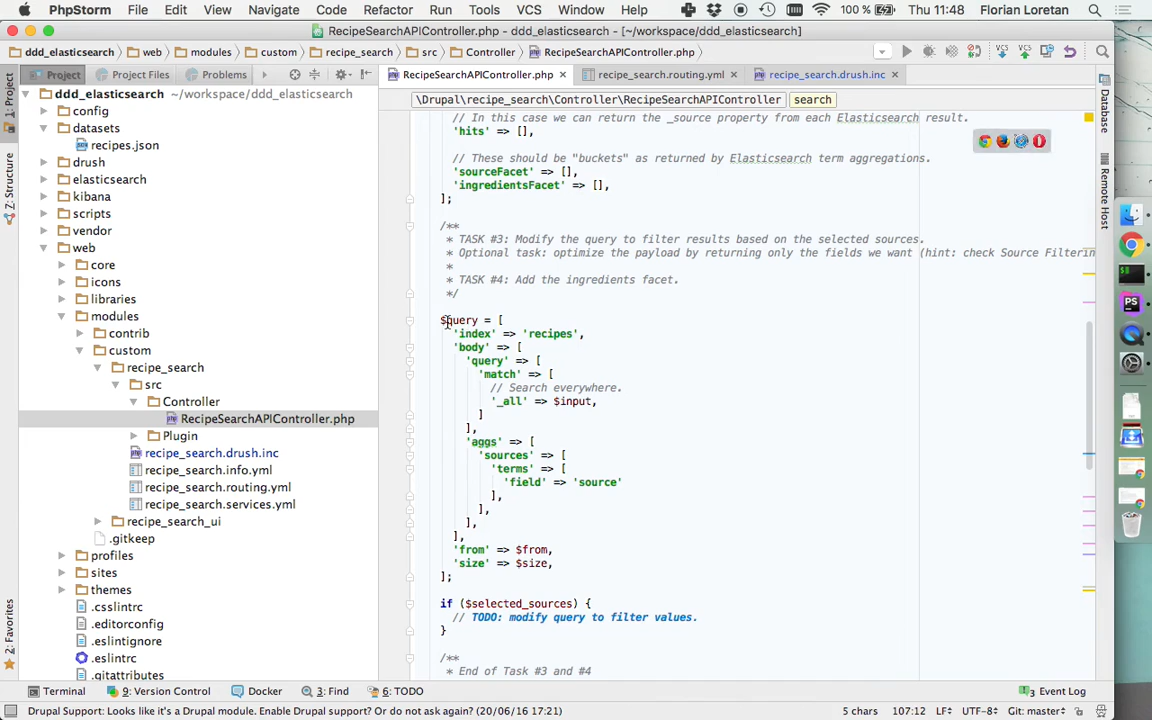 PhpStorm File Edit View Navigate Code Refactor Run Tools VCS Window Help 100 % Thu 11:48 Florian Loretan
RecipeSearchAPIController.php - ddd_elasticsearch - [~/workspace/ddd_elasticsearch]
ddd_elasticsearch web modules custom recipe_search src Controller RecipeSearchAPIController.php
Project Project Files Problems RecipeSearchAPIController.php recipe_search.routing.yml recipe_search.drush.inc
1: Project
Z: Structure
2: Favorites
Database
Remote Host
ddd_elasticsearch ~/workspace/ddd_elasticsearch
config
datasets
recipes.json
drush
elasticsearch
kibana
scripts
vendor
web
core
icons
libraries
modules
contrib
custom
recipe_search
src
Controller
RecipeSearchAPIController.php
Plugin
recipe_search.drush.inc
recipe_search.info.yml
recipe_search.routing.yml
recipe_search.services.yml
recipe_search_ui
.gitkeep
profiles
sites
themes
.csslintrc
.editorconfig
.eslintignore
.eslintrc
.gitattributes
\Drupal\recipe_search\Controller\RecipeSearchAPIController search
// In this case we can return the _source property from each Elasticsearch result.
'hits' => [],
// These should be "buckets" as returned by Elasticsearch term aggregations.
'sourceFacet' => [],
'ingredientsFacet' => [],
];
/**
* TASK #3: Modify the query to filter results based on the selected sources.
* Optional task: optimize the payload by returning only the fields we want (hint: check Source Filterin
*
* TASK #4: Add the ingredients facet.
*/
$query = [
'index' => 'recipes',
'body' => [
'query' => [
'match' => [
// Search everywhere.
'_all' => $input,
]
],
'aggs' => [
'sources' => [
'terms' => [
'field' => 'source'
],
],
],
],
'from' => $from,
'size' => $size,
];
if ($selected_sources) {
// TODO: modify query to filter values.
}
/**
* End of Task #3 and #4
Terminal 9: Version Control Docker 3: Find 6: TODO 3 Event Log
Drupal Support: Looks like it's a Drupal module. Enable Drupal support? Or do not ask again? (20/06/16 17:21) 5 chars 107:12 LF UTF-8 Git: master